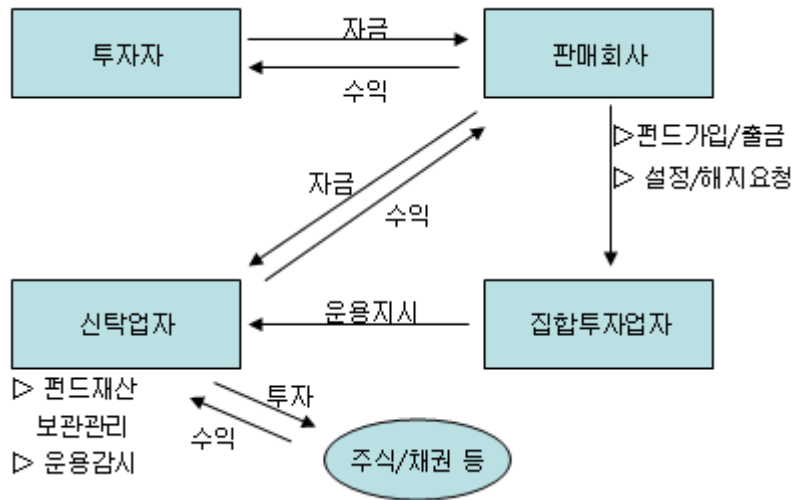 자금
투자자
판매회사
수익
▷펀드가입/출금
▷ 설정/해지요청
자금
수익
신탁업자
운용지시
집합투자업자
▷ 펀드재산
보관관리
▷ 운용감시
투자
수익
주식/채권 등